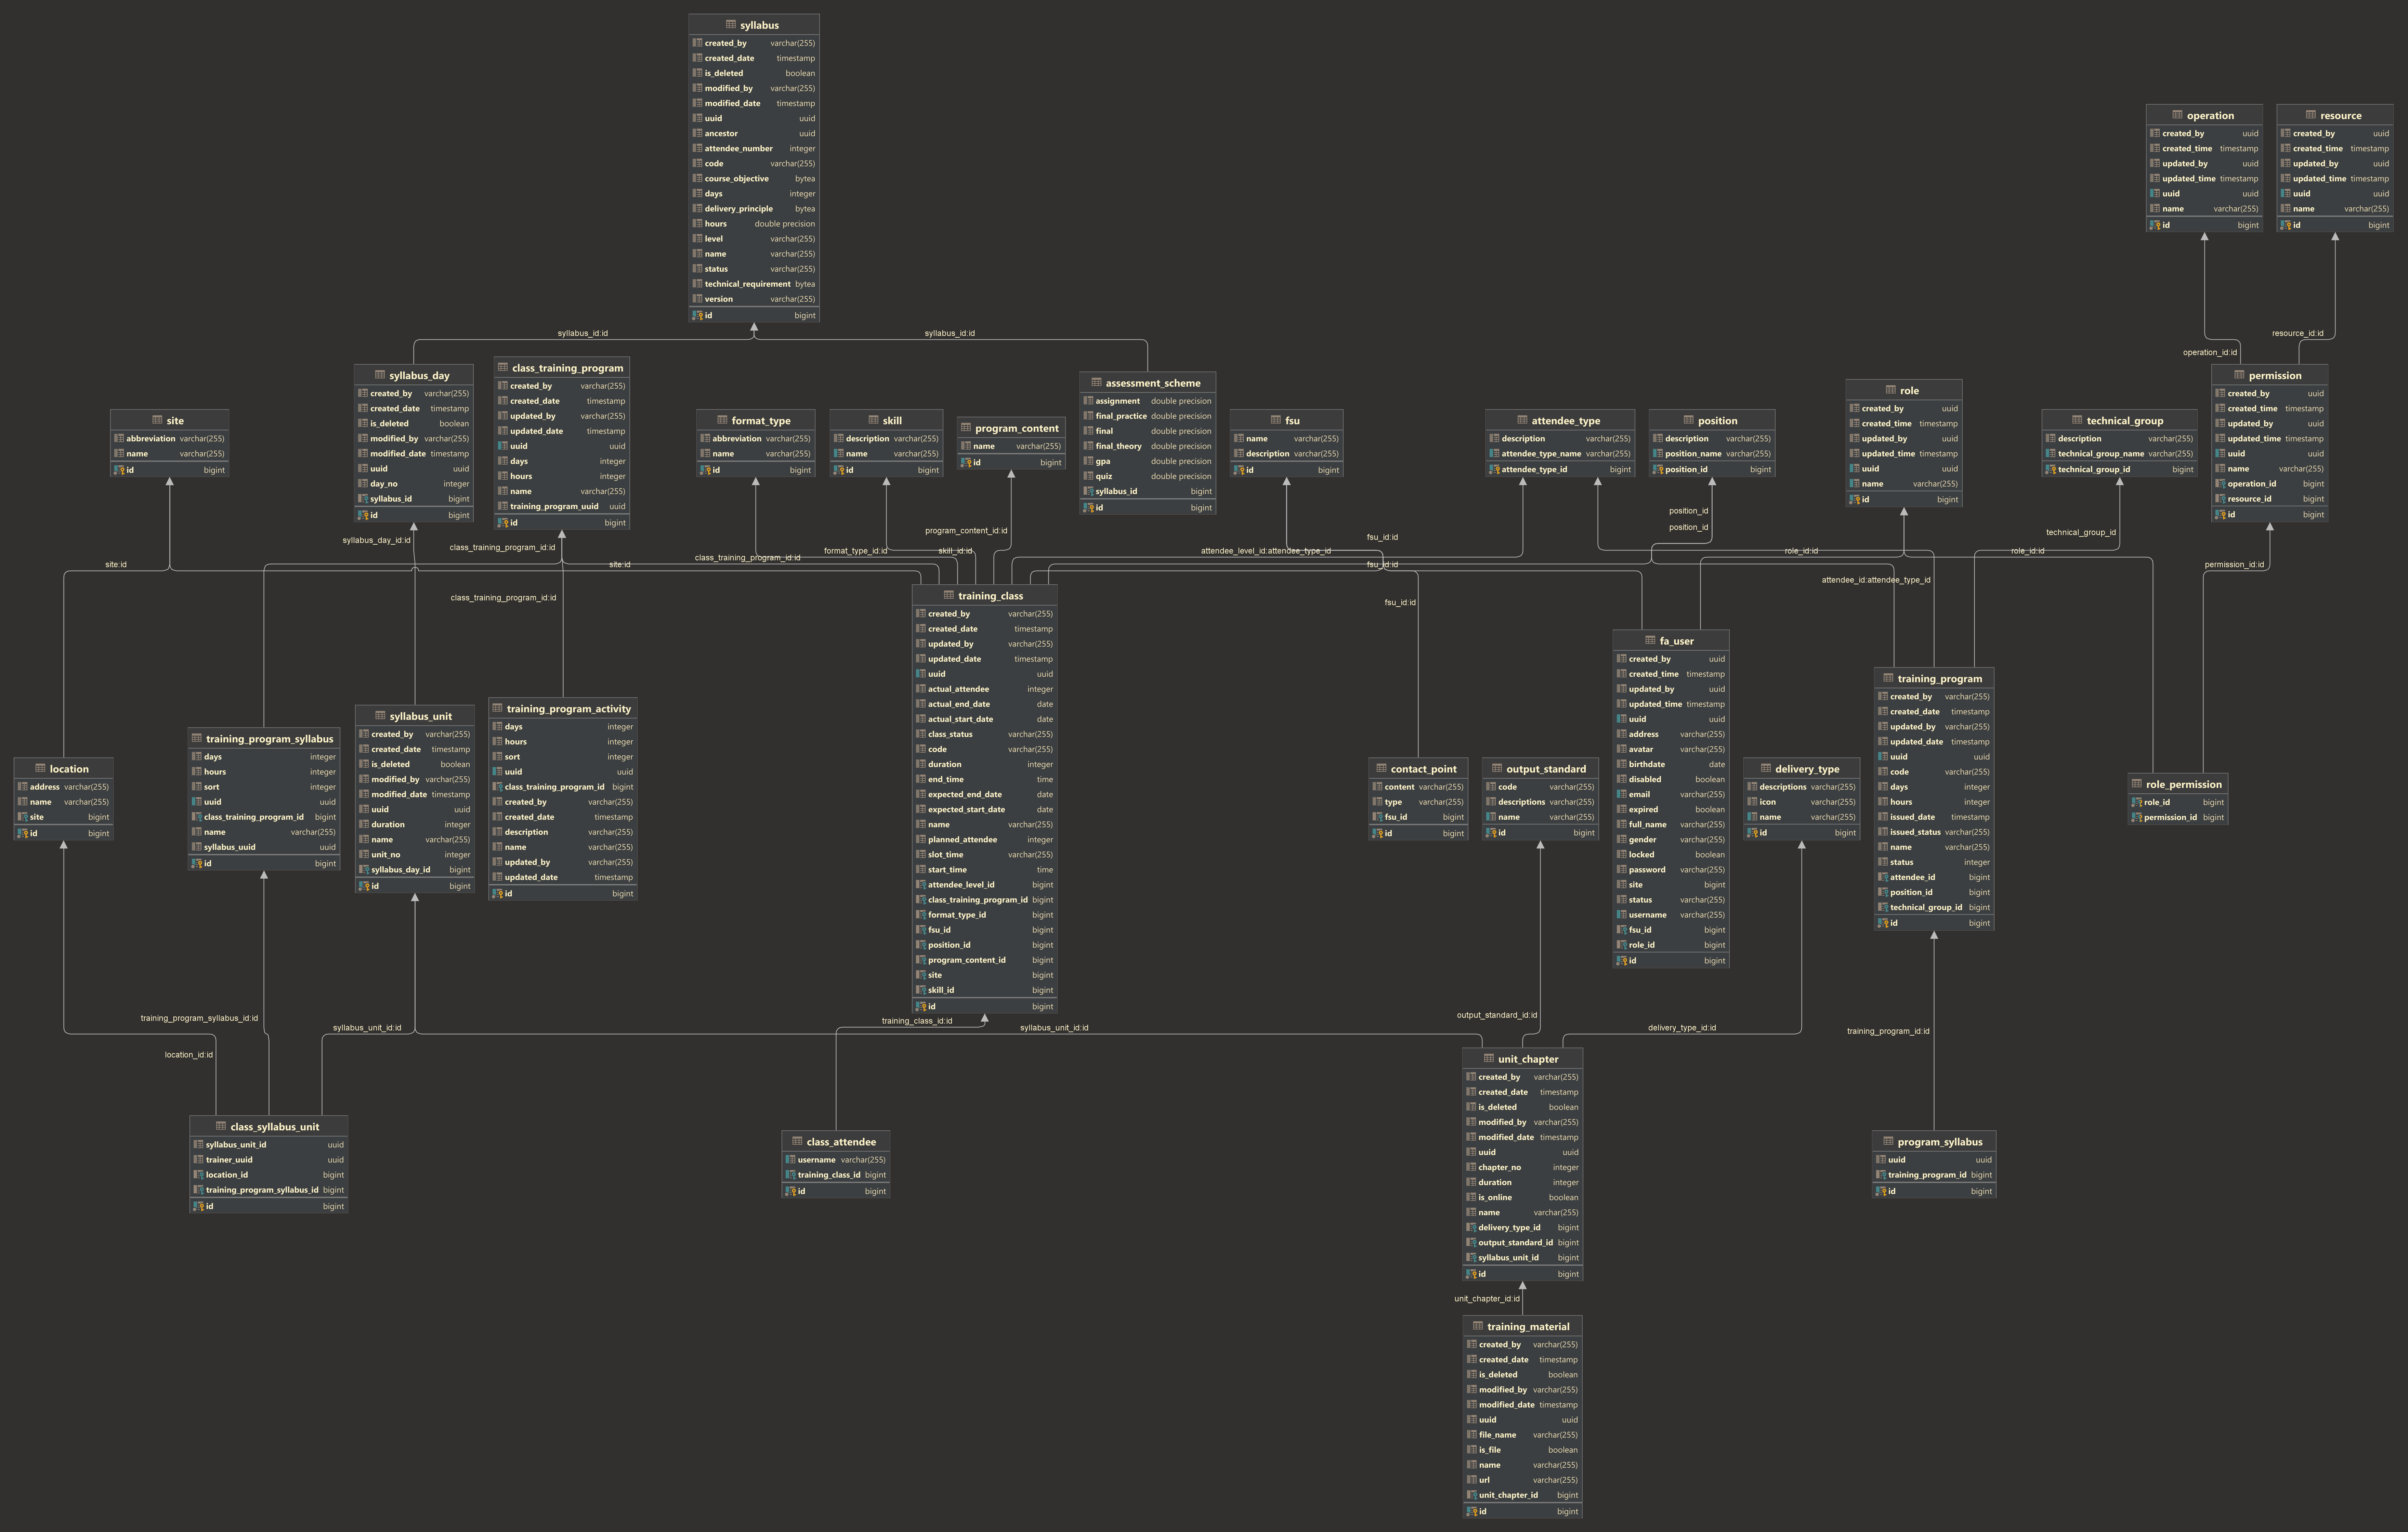 syllabus
created_by varchar(255)
created_date timestamp
is_deleted boolean
modified_by varchar(255)
modified_date timestamp
uuid uuid
ancestor uuid
attendee_number integer
code varchar(255)
course_objective bytea
days integer
delivery_principle bytea
hours double precision
level varchar(255)
name varchar(255)
status varchar(255)
technical_requirement bytea
version varchar(255)
id bigint
operation
created_by uuid
created_time timestamp
updated_by uuid
updated_time timestamp
uuid uuid
name varchar(255)
id bigint
resource
created_by uuid
created_time timestamp
updated_by uuid
updated_time timestamp
uuid uuid
name varchar(255)
id bigint
syllabus_id:id
syllabus_id:id
resource_id:id
operation_id:id
site
abbreviation varchar(255)
name varchar(255)
id bigint
syllabus_day
created_by varchar(255)
created_date timestamp
is_deleted boolean
modified_by varchar(255)
modified_date timestamp
uuid uuid
day_no integer
syllabus_id bigint
id bigint
class_training_program
created_by varchar(255)
created_date timestamp
updated_by varchar(255)
updated_date timestamp
uuid uuid
days integer
hours integer
name varchar(255)
training_program_uuid uuid
id bigint
format_type
abbreviation varchar(255)
name varchar(255)
id bigint
skill
description varchar(255)
name varchar(255)
id bigint
program_content
name varchar(255)
id bigint
assessment_scheme
assignment double precision
final_practice double precision
final double precision
final_theory double precision
gpa double precision
quiz double precision
syllabus_id bigint
id bigint
fsu
name varchar(255)
description varchar(255)
id bigint
attendee_type
description varchar(255)
attendee_type_name varchar(255)
attendee_type_id bigint
position
description varchar(255)
position_name varchar(255)
position_id bigint
role
created_by uuid
created_time timestamp
updated_by uuid
updated_time timestamp
uuid uuid
name varchar(255)
id bigint
technical_group
description varchar(255)
technical_group_name varchar(255)
technical_group_id bigint
permission
created_by uuid
created_time timestamp
updated_by uuid
updated_time timestamp
uuid uuid
name varchar(255)
operation_id bigint
resource_id bigint
id bigint
position_id
position_id
program_content_id:id
technical_group_id
syllabus_day_id:id
fsu_id:id
class_training_program_id:id
class_training_program_id:id
format_type_id:id
skill_id:id
attendee_level_id:attendee_type_id
role_id:id
role_id:id
site:id
site:id
fsu_id:id
permission_id:id
attendee_id:attendee_type_id
class_training_program_id:id
fsu_id:id
location
address varchar(255)
name varchar(255)
site bigint
id bigint
training_program_syllabus
days integer
hours integer
sort integer
uuid uuid
class_training_program_id bigint
name varchar(255)
syllabus_uuid uuid
id bigint
syllabus_unit
created_by varchar(255)
created_date timestamp
is_deleted boolean
modified_by varchar(255)
modified_date timestamp
uuid uuid
duration integer
name varchar(255)
unit_no integer
syllabus_day_id bigint
id bigint
training_program_activity
days integer
hours integer
sort integer
uuid uuid
class_training_program_id bigint
created_by varchar(255)
created_date timestamp
description varchar(255)
name varchar(255)
updated_by varchar(255)
updated_date timestamp
id bigint
training_class
created_by varchar(255)
created_date timestamp
updated_by varchar(255)
updated_date timestamp
uuid uuid
actual_attendee integer
actual_end_date date
actual_start_date date
class_status varchar(255)
code varchar(255)
duration integer
end_time time
expected_end_date date
expected_start_date date
name varchar(255)
planned_attendee integer
slot_time varchar(255)
start_time time
attendee_level_id bigint
class_training_program_id bigint
format_type_id bigint
fsu_id bigint
position_id bigint
program_content_id bigint
site bigint
skill_id bigint
id bigint
contact_point
content varchar(255)
type varchar(255)
fsu_id bigint
id bigint
output_standard
code varchar(255)
descriptions varchar(255)
name varchar(255)
id bigint
fa_user
created_by uuid
created_time timestamp
updated_by uuid
updated_time timestamp
uuid uuid
address varchar(255)
avatar varchar(255)
birthdate date
disabled boolean
email varchar(255)
expired boolean
full_name varchar(255)
gender varchar(255)
locked boolean
password varchar(255)
site bigint
status varchar(255)
username varchar(255)
fsu_id bigint
role_id bigint
id bigint
delivery_type
descriptions varchar(255)
icon varchar(255)
name varchar(255)
id bigint
training_program
created_by varchar(255)
created_date timestamp
updated_by varchar(255)
updated_date timestamp
uuid uuid
code varchar(255)
days integer
hours integer
issued_date timestamp
issued_status varchar(255)
name varchar(255)
status integer
attendee_id bigint
position_id bigint
technical_group_id bigint
id bigint
role_permission
role_id bigint
permission_id bigint
training_program_syllabus_id:id
syllabus_unit_id:id
training_class_id:id
syllabus_unit_id:id
output_standard_id:id
delivery_type_id:id
training_program_id:id
location_id:id
class_syllabus_unit
syllabus_unit_id uuid
trainer_uuid uuid
location_id bigint
training_program_syllabus_id bigint
id bigint
class_attendee
username varchar(255)
training_class_id bigint
id bigint
unit_chapter
created_by varchar(255)
created_date timestamp
is_deleted boolean
modified_by varchar(255)
modified_date timestamp
uuid uuid
chapter_no integer
duration integer
is_online boolean
name varchar(255)
delivery_type_id bigint
output_standard_id bigint
syllabus_unit_id bigint
id bigint
program_syllabus
uuid uuid
training_program_id bigint
id bigint
unit_chapter_id:id
training_material
created_by varchar(255)
created_date timestamp
is_deleted boolean
modified_by varchar(255)
modified_date timestamp
uuid uuid
file_name varchar(255)
is_file boolean
name varchar(255)
url varchar(255)
unit_chapter_id bigint
id bigint